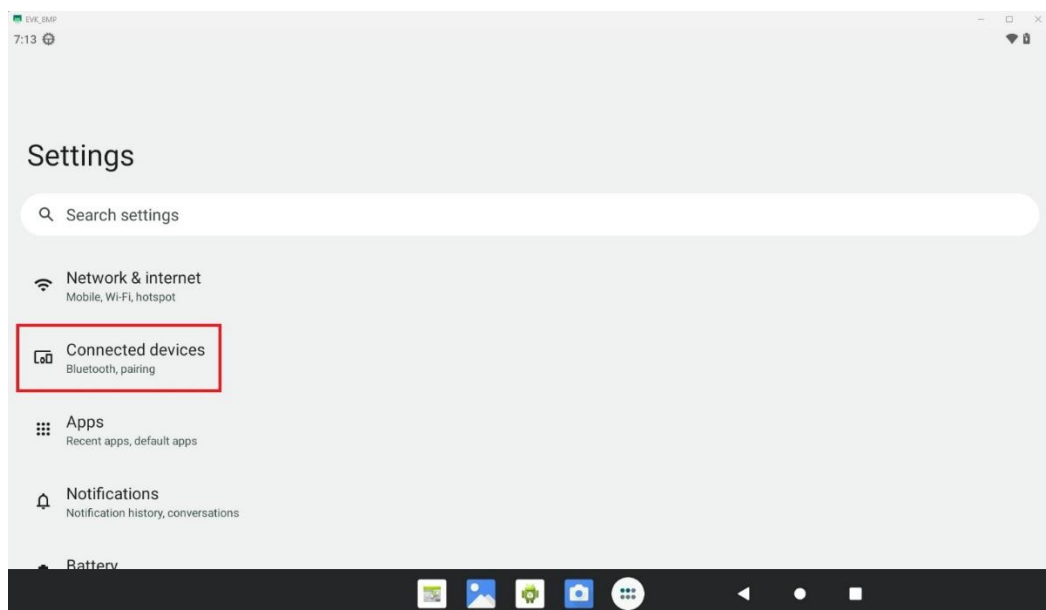 EVK_8MP
7:13
Settings
Search settings
Network & internet
Mobile, Wi-Fi, hotspot
Connected devices
Bluetooth, pairing
Apps
Recent apps, default apps
Notifications
Notification history, conversations
Battery